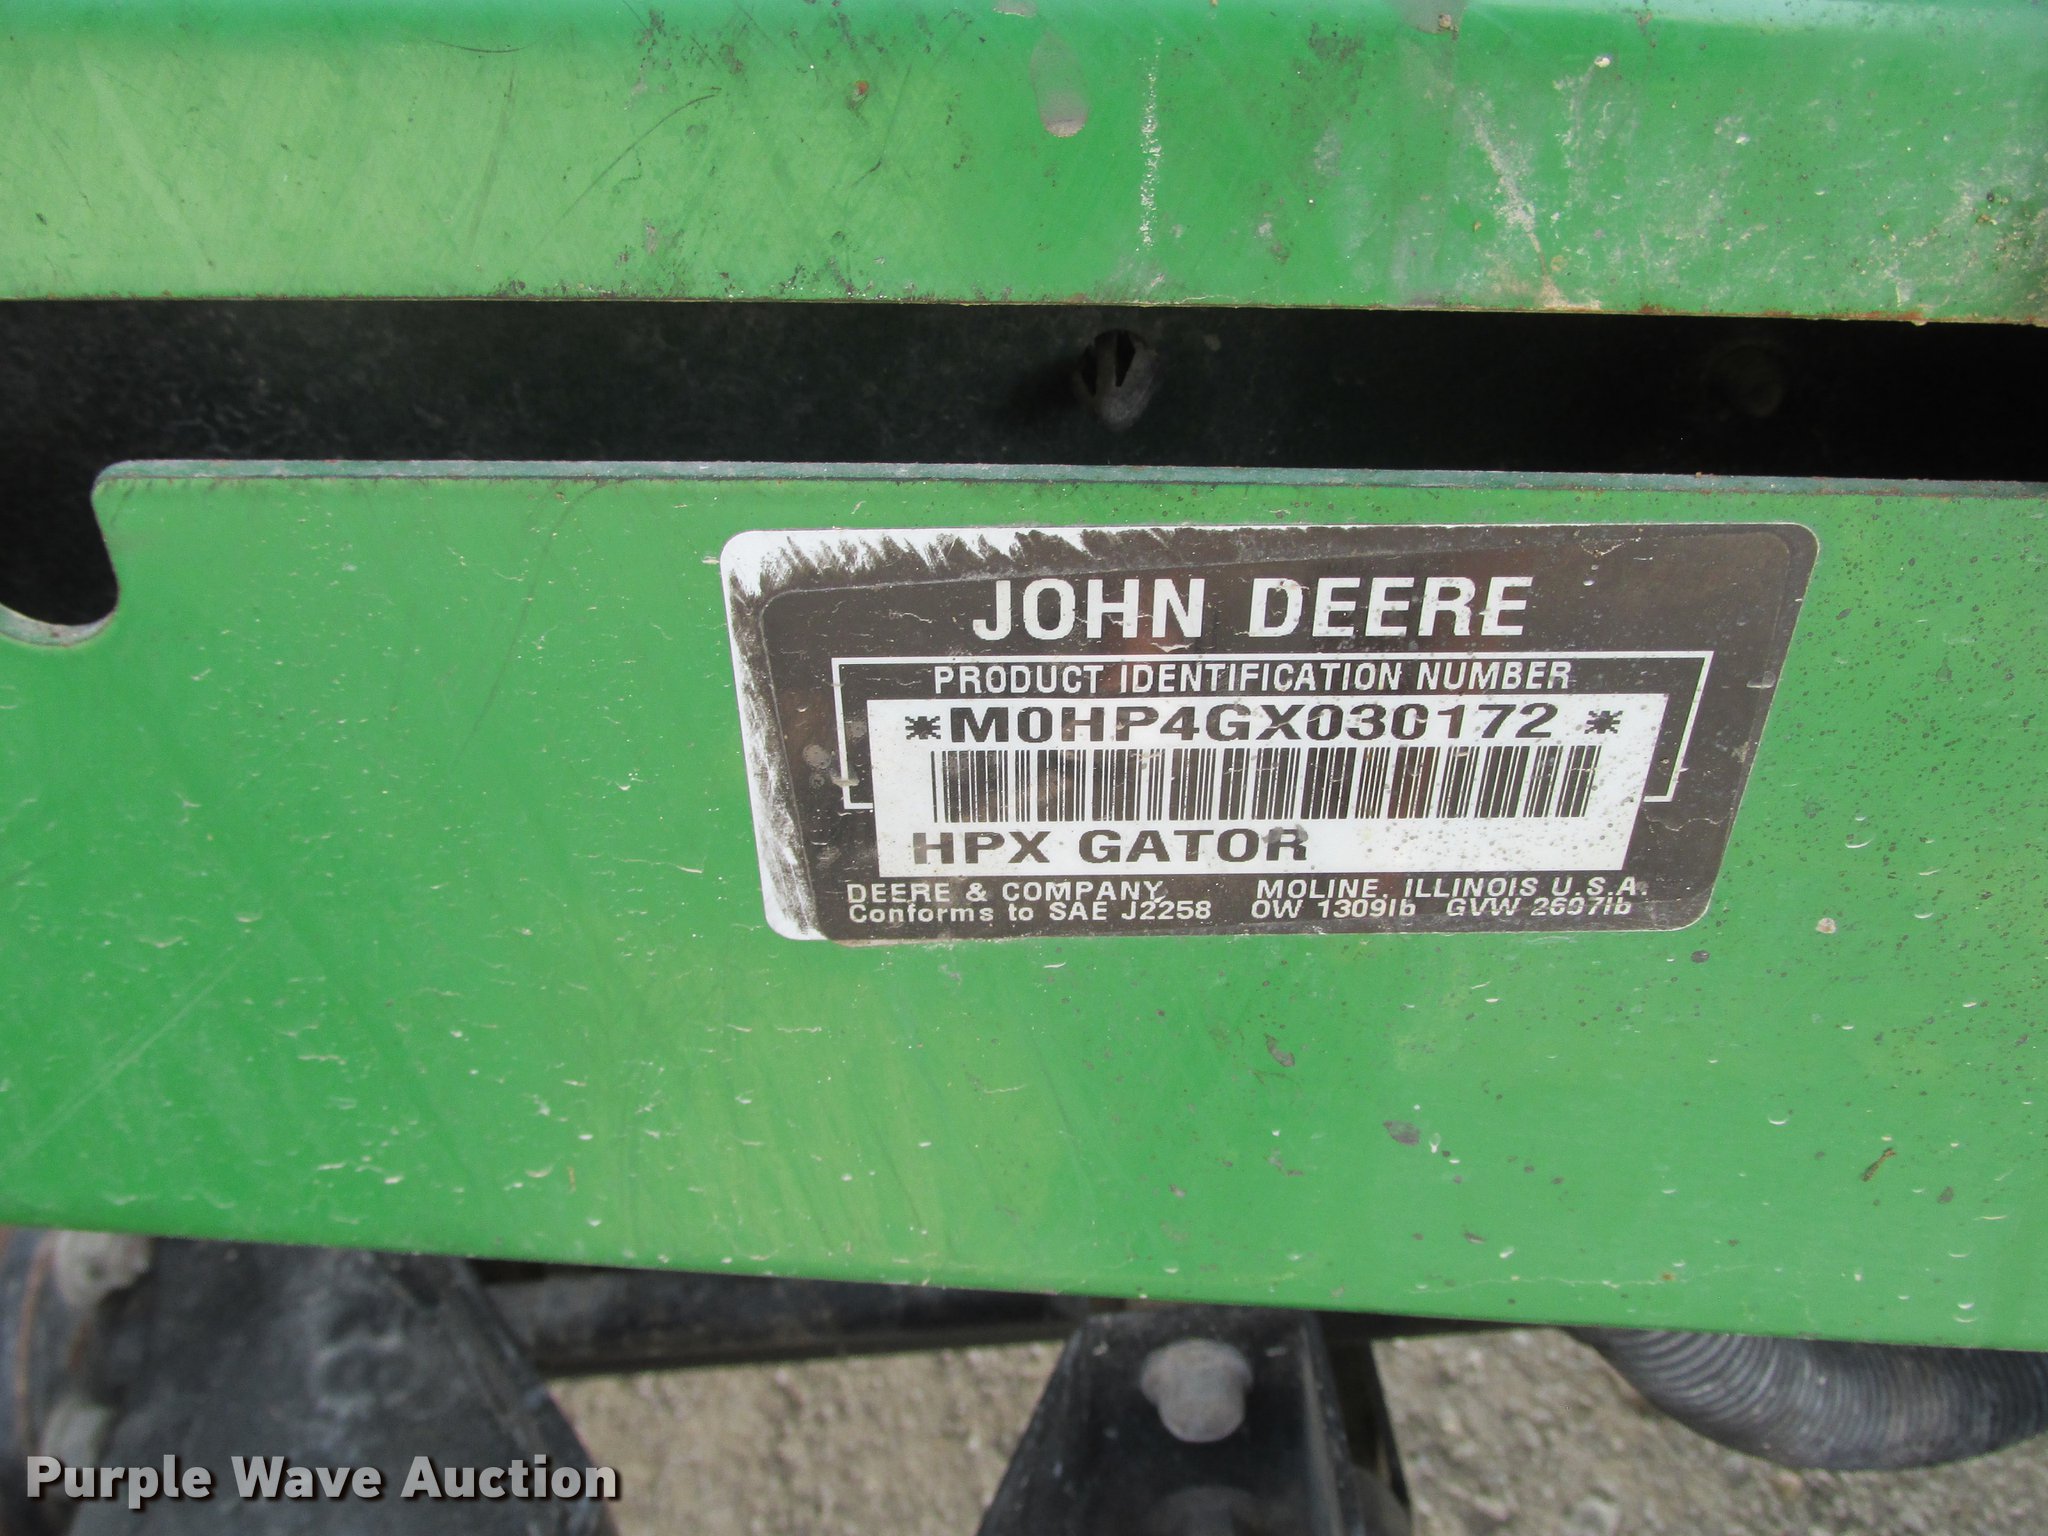 JOHN DEERE
PRODUCT IDENTIFICATION NUMBER
*M0HP4GX030172*
HPX GATOR
DEERE & COMPANY MOLINE, ILLINOIS U.S.A.
Conforms to SAE J2258 OW 1309lb GVW 2697lb
Purple Wave Auction